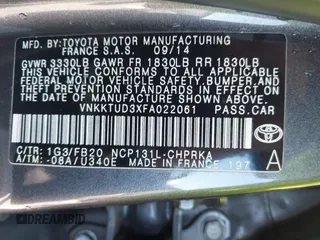 MFD. BY: TOYOTA MOTOR MANUFACTURING
FRANCE S.A.S. 09/14
GVWR 3330LB GAWR FR 1830LB RR 1830LB
THIS VEHICLE CONFORMS TO ALL APPLICABLE
FEDERAL MOTOR VEHICLE SAFETY, BUMPER, AND
THEFT PREVENTION STANDARDS IN EFFECT ON
THE DATE OF MANUFACTURE SHOWN ABOVE.
VNKKTUD3XFA022061 PASS.CAR
C/TR: 1G3/FB20 NCP131L-CHPRKA
A/TM: -08A/U340E
MADE IN FRANCE 197
TOYOTA
A